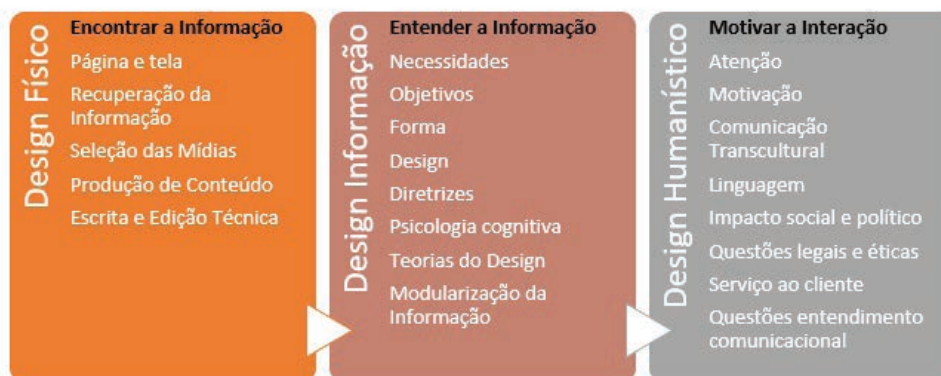 Design Físico
Encontrar a Informação
Página e tela
Recuperação da
Informação
Seleção das Mídias
Produção de Conteúdo
Escrita e Edição Técnica
Design Informação
Entender a Informação
Necessidades
Objetivos
Forma
Design
Diretrizes
Psicologia cognitiva
Teorias do Design
Modularização da
Informação
Design Humanístico
Motivar a Interação
Atenção
Motivação
Comunicação
Transcultural
Linguagem
Impacto social e político
Questões legais e éticas
Serviço ao cliente
Questões entendimento
comunicacional